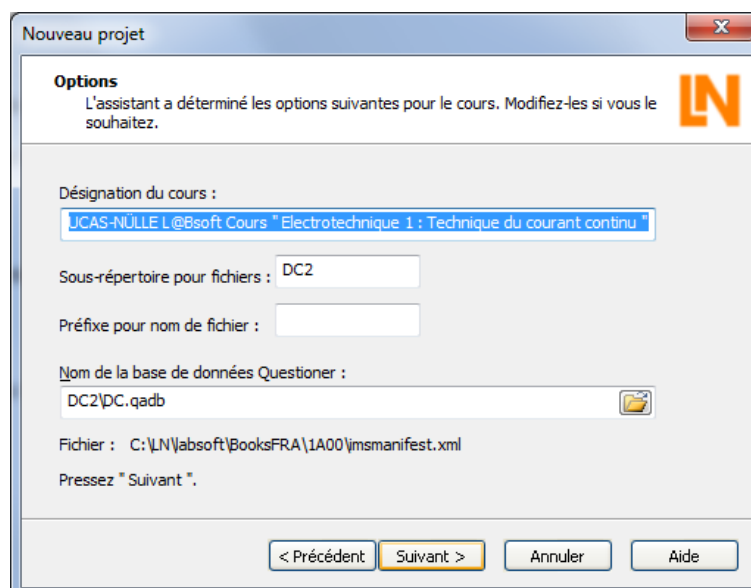 Nouveau projet
Options
L'assistant a déterminé les options suivantes pour le cours. Modifiez-les si vous le
souhaitez.
LN
Désignation du cours :
UCAS-NÜLLE L@Bsoft Cours " Electrotechnique 1 : Technique du courant continu "
Sous-répertoire pour fichiers : DC2
Préfixe pour nom de fichier :
Nom de la base de données Questioner :
DC2\DC.qadb
Fichier : C:\LN\labsoft\BooksFRA\1A00\imsmanifest.xml
Pressez " Suivant ".
< Précédent Suivant > Annuler Aide